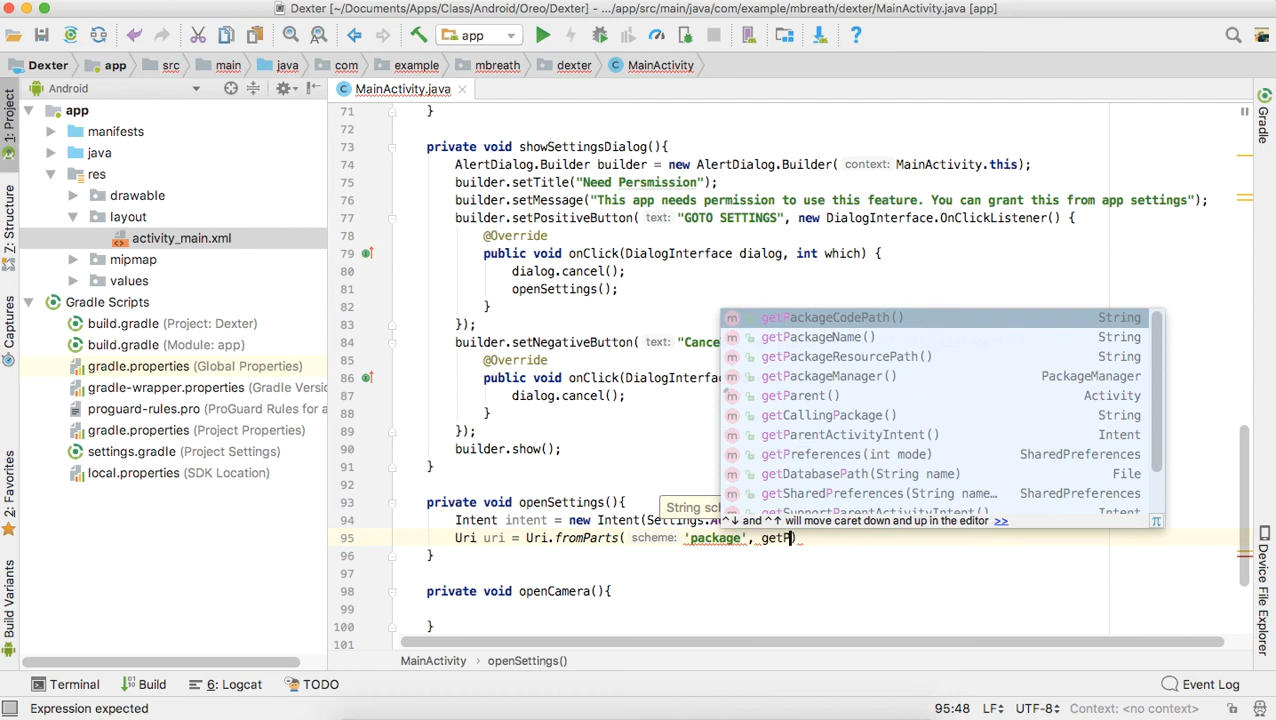 Dexter [~/Documents/Apps/Class/Android/Oreo/Dexter] - .../app/src/main/java/com/example/mbreath/dexter/MainActivity.java [app]
app
Dexter app src main java com example mbreath dexter MainActivity
1: Project
Z: Structure
Captures
2: Favorites
Build Variants
Android
app
manifests
java
res
drawable
layout
activity_main.xml
mipmap
values
Gradle Scripts
build.gradle (Project: Dexter)
build.gradle (Module: app)
gradle.properties (Global Properties)
gradle-wrapper.properties (Gradle Versi
proguard-rules.pro (ProGuard Rules for a
gradle.properties (Project Properties)
settings.gradle (Project Settings)
local.properties (SDK Location)
MainActivity.java
71 }
72
73 private void showSettingsDialog(){
74 AlertDialog.Builder builder = new AlertDialog.Builder( context: MainActivity.this);
75 builder.setTitle("Need Persmission");
76 builder.setMessage("This app needs permission to use this feature. You can grant this from app settings");
77 builder.setPositiveButton( text: "GOTO SETTINGS", new DialogInterface.OnClickListener() {
78 @Override
79 public void onClick(DialogInterface dialog, int which) {
80 dialog.cancel();
81 openSettings();
82 }
83 });
84 builder.setNegativeButton( text: "Cance
85 @Override
86 public void onClick(DialogInterfac
87 dialog.cancel();
88 }
89 });
90 builder.show();
91 }
92
93 private void openSettings(){
94 Intent intent = new Intent(Settings.A
95 Uri uri = Uri.fromParts( scheme: 'package', getP)
96 }
97
98 private void openCamera(){
99
100 }
101
String sch
getPackageCodePath() String
getPackageName() String
getPackageResourcePath() String
getPackageManager() PackageManager
getParent() Activity
getCallingPackage() String
getParentActivityIntent() Intent
getPreferences(int mode) SharedPreferences
getDatabasePath(String name) File
getSharedPreferences(String name… SharedPreferences
getSupportParentActivityIntent() Intent
^↓ and ^↑ will move caret down and up in the editor >> π
MainActivity › openSettings()
Gradle
Device File Explorer
Terminal Build 6: Logcat TODO Event Log
Expression expected 95:48 LF UTF-8 Context: <no context>